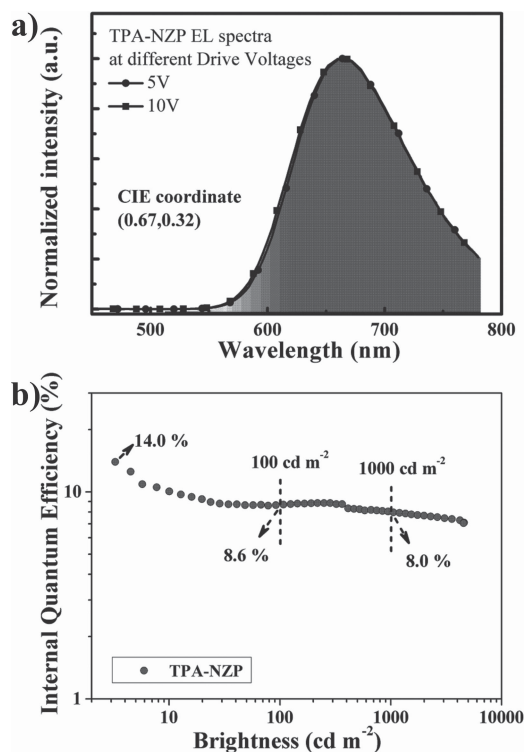 a)
Normalized intensity (a.u.)
TPA-NZP EL spectra
at different Drive Voltages
5V
10V
CIE coordinate
(0.67,0.32)
500 600 700 800
Wavelength (nm)
b)
Internal Quantum Efficiency (%)
14.0 %
100 cd m-2
1000 cd m-2
10
8.6 %
8.0 %
TPA-NZP
1
10 100 1000 10000
Brightness (cd m-2)